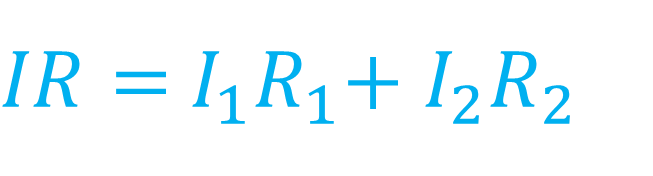 𝐼𝑅 = 𝐼₁𝑅₁ + 𝐼₂𝑅₂